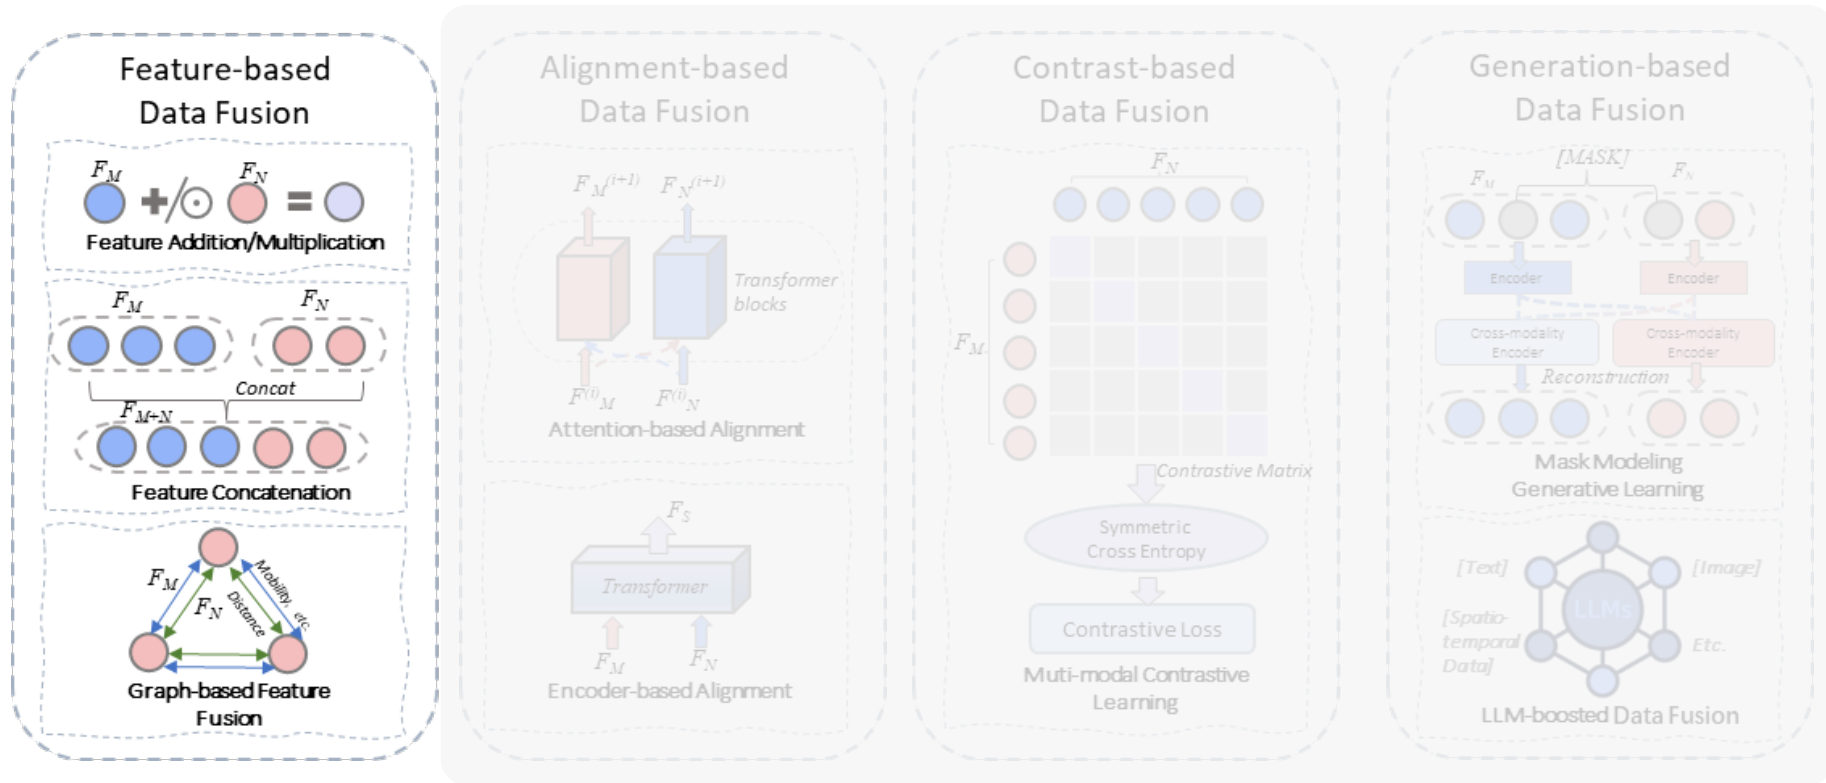 Feature-based
Data Fusion
F_M
F_N
+/⊙ =
Feature Addition/Multiplication
F_M
F_N
Concat
F_{M+N}
Feature Concatenation
F_M
F_N
Mobility, etc.
Distance
Graph-based Feature
Fusion
Alignment-based
Data Fusion
F_M^{(i+1)}
F_N^{(i+1)}
Transformer
blocks
F^{(i)}_M
F^{(i)}_N
Attention-based Alignment
F_S
Transformer
F_M
F_N
Encoder-based Alignment
Contrast-based
Data Fusion
F_N
F_M
Contrastive Matrix
Symmetric
Cross Entropy
Contrastive Loss
Muti-modal Contrastive
Learning
Generation-based
Data Fusion
[MASK]
F_M
F_N
Encoder
Encoder
Cross-modality
Encoder
Cross-modality
Encoder
Reconstruction
Mask Modeling
Generative Learning
[Text]
[Image]
LLMs
[Spatio-
temporal
Data]
Etc.
LLM-boosted Data Fusion